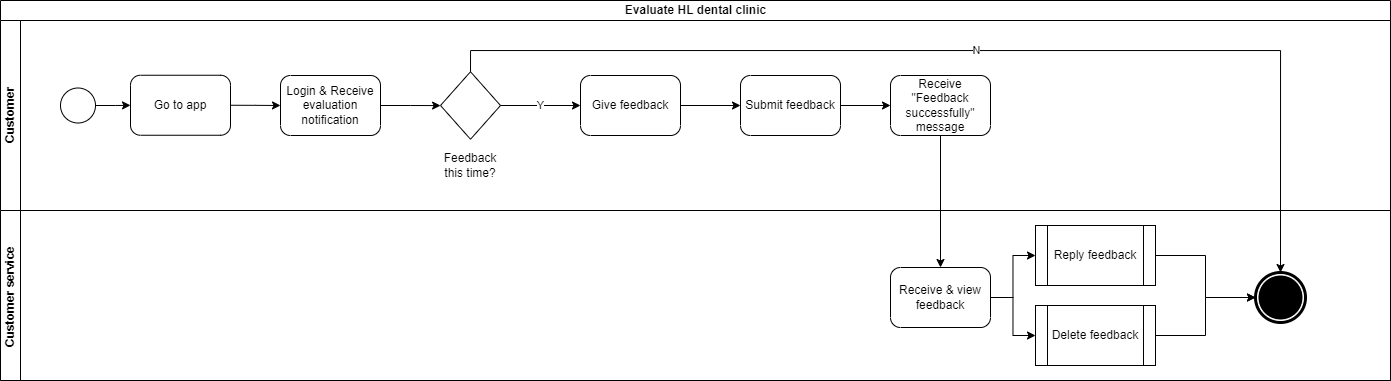 Evaluate HL dental clinic
Customer
Go to app
Login & Receive
evaluation
notification
Feedback
this time?
Y
N
Give feedback
Submit feedback
Receive
"Feedback
successfully"
message
Customer service
Receive & view
feedback
Reply feedback
Delete feedback